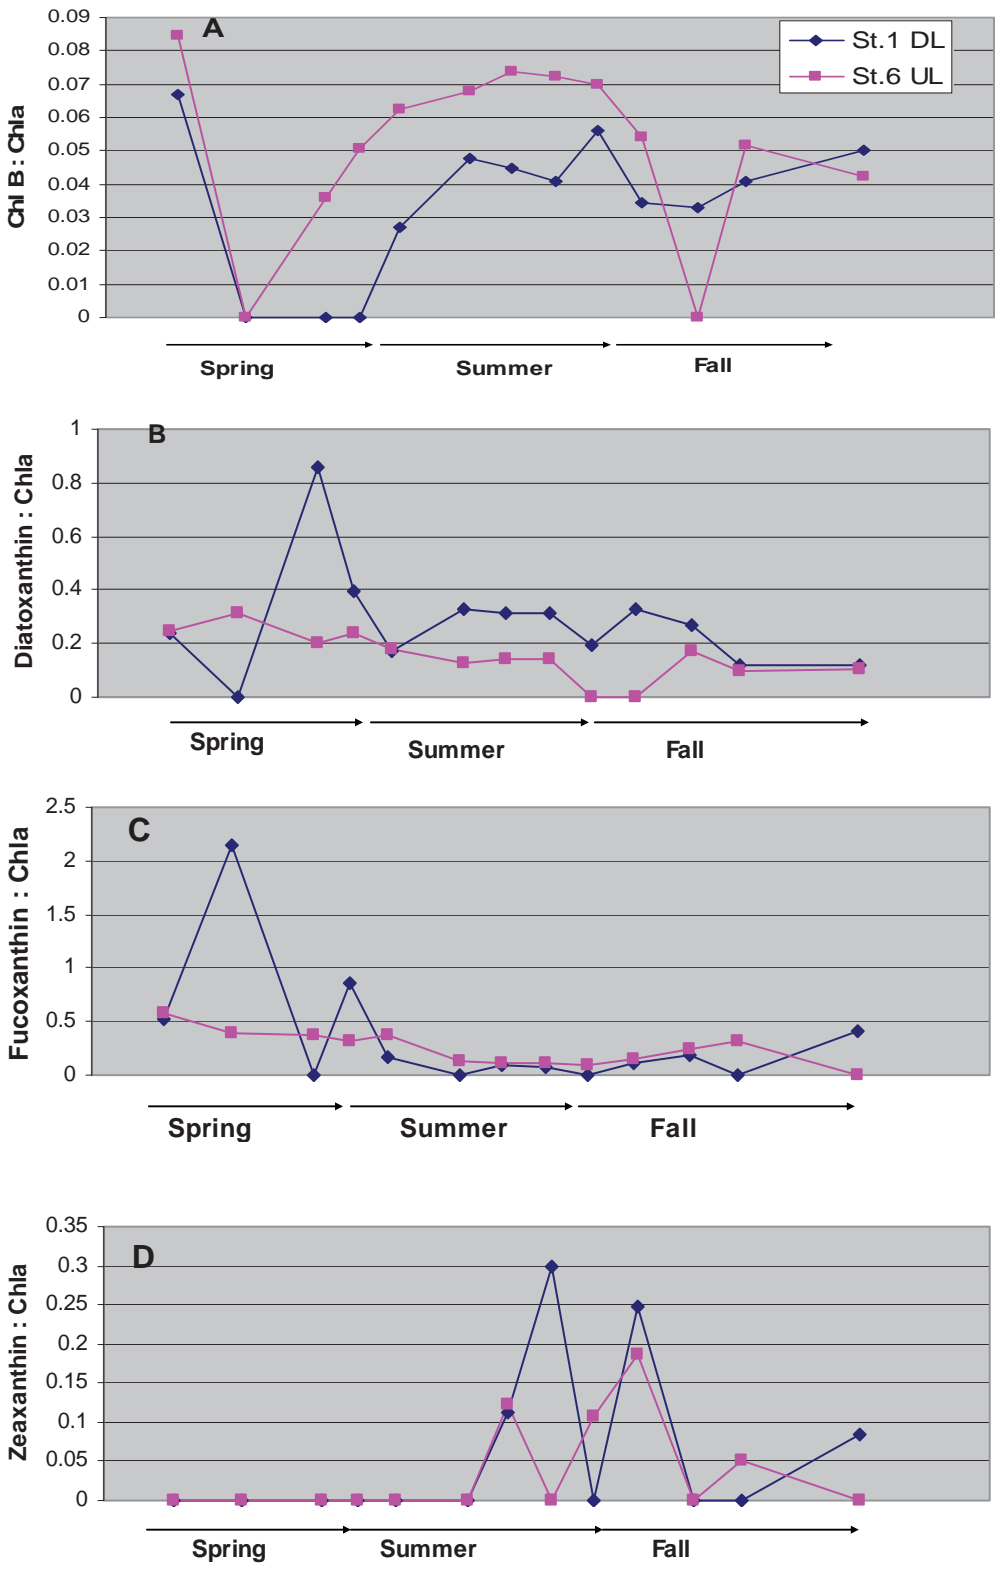 A
St.1 DL
St.6 UL
Chl B : Chla
0.09
0.08
0.07
0.06
0.05
0.04
0.03
0.02
0.01
0
Spring Summer Fall
B
Diatoxanthin : Chla
1
0.8
0.6
0.4
0.2
0
Spring Summer Fall
C
Fucoxanthin : Chla
2.5
2
1.5
1
0.5
0
Spring Summer Fall
D
Zeaxanthin : Chla
0.35
0.3
0.25
0.2
0.15
0.1
0.05
0
Spring Summer Fall